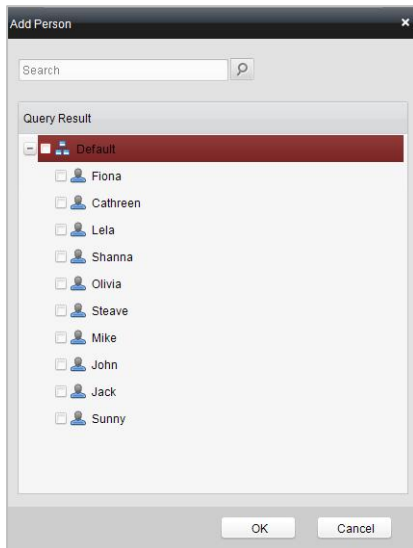 Add Person
Search
Query Result
Default
Fiona
Cathreen
Lela
Shanna
Olivia
Steave
Mike
John
Jack
Sunny
OK Cancel